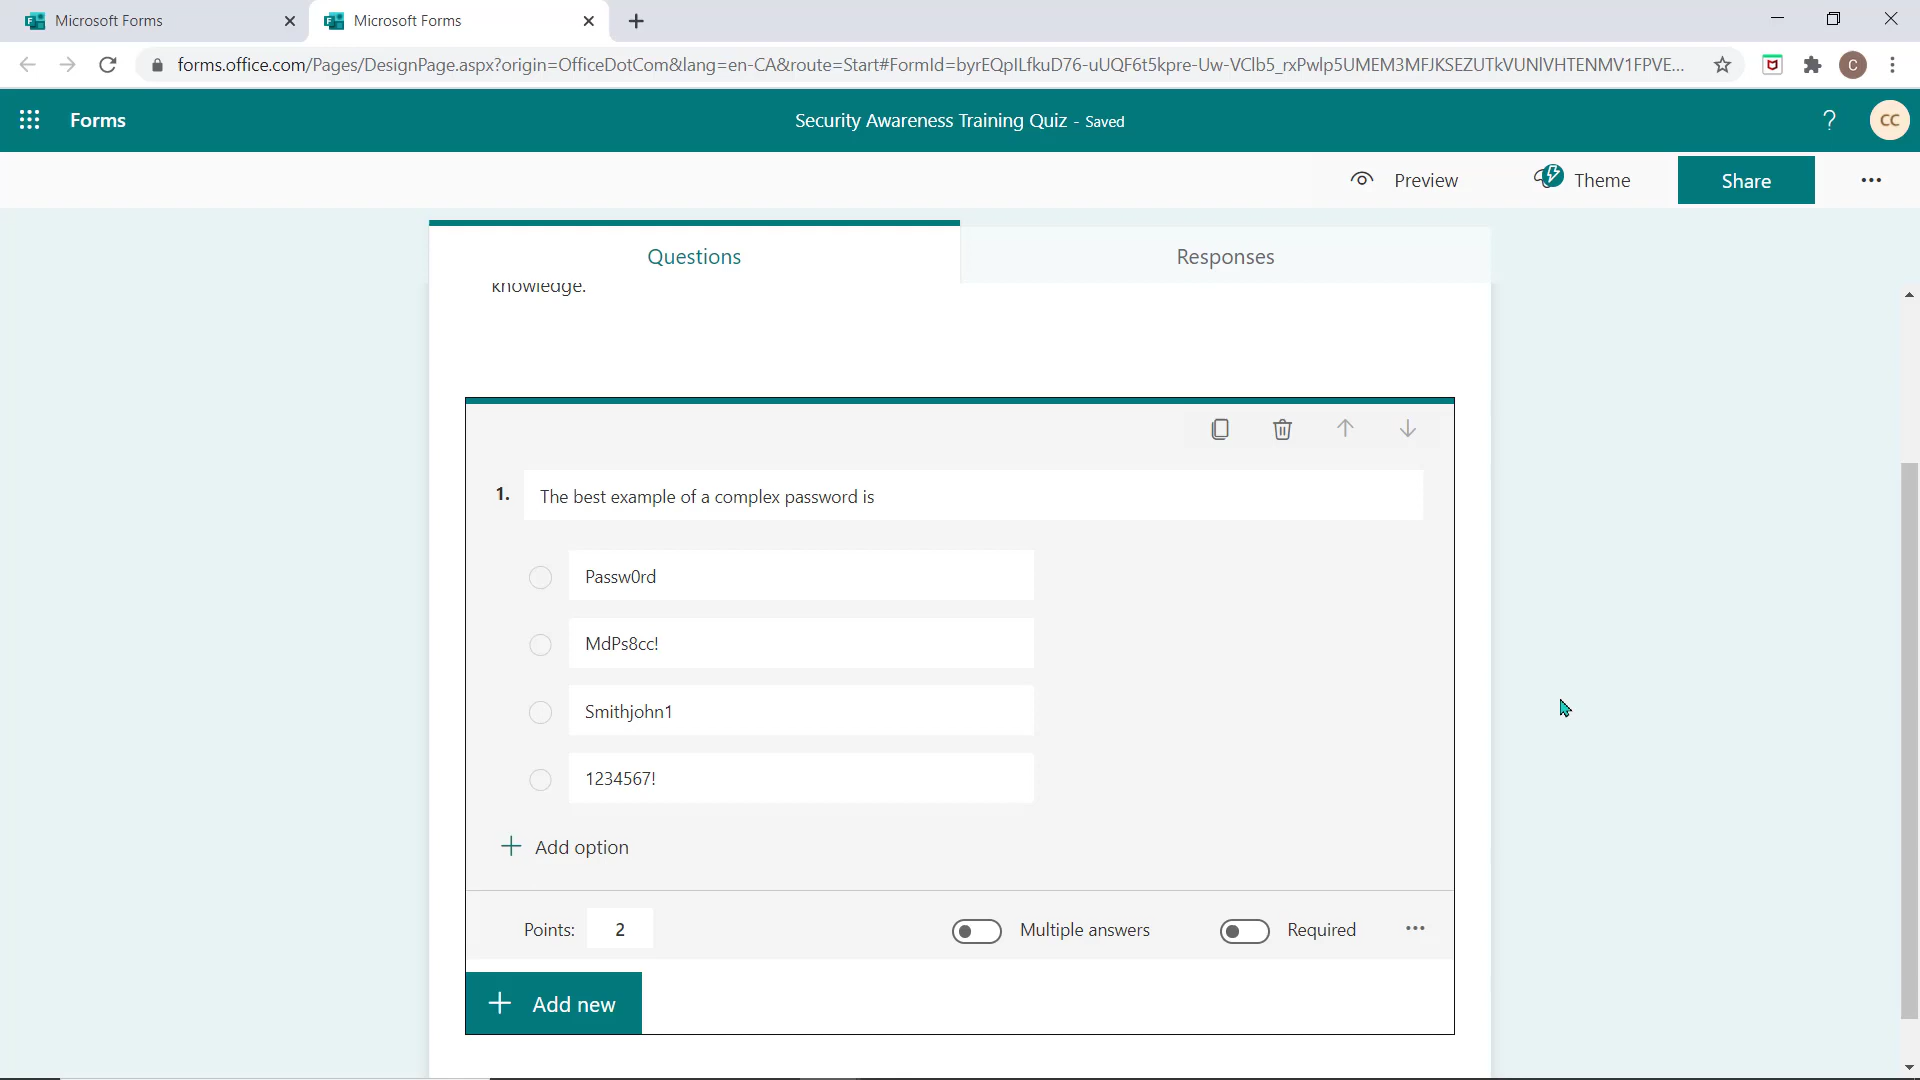 Microsoft Forms
Microsoft Forms
forms.office.com/Pages/DesignPage.aspx?origin=OfficeDotCom&lang=en-CA&route=Start#FormId=byrEQpILfkuD76-uUQF6t5kpre-Uw-VClb5_rxPwlp5UMEM3MFJKSEZUTkVUNlVHTENMV1FPVE...
C
Forms
Security Awareness Training Quiz - Saved
?
CC
Preview
Theme
Share
Questions
Responses
knowledge.
1.
The best example of a complex password is
Passw0rd
MdPs8cc!
Smithjohn1
1234567!
Add option
Points: 2
Multiple answers
Required
Add new